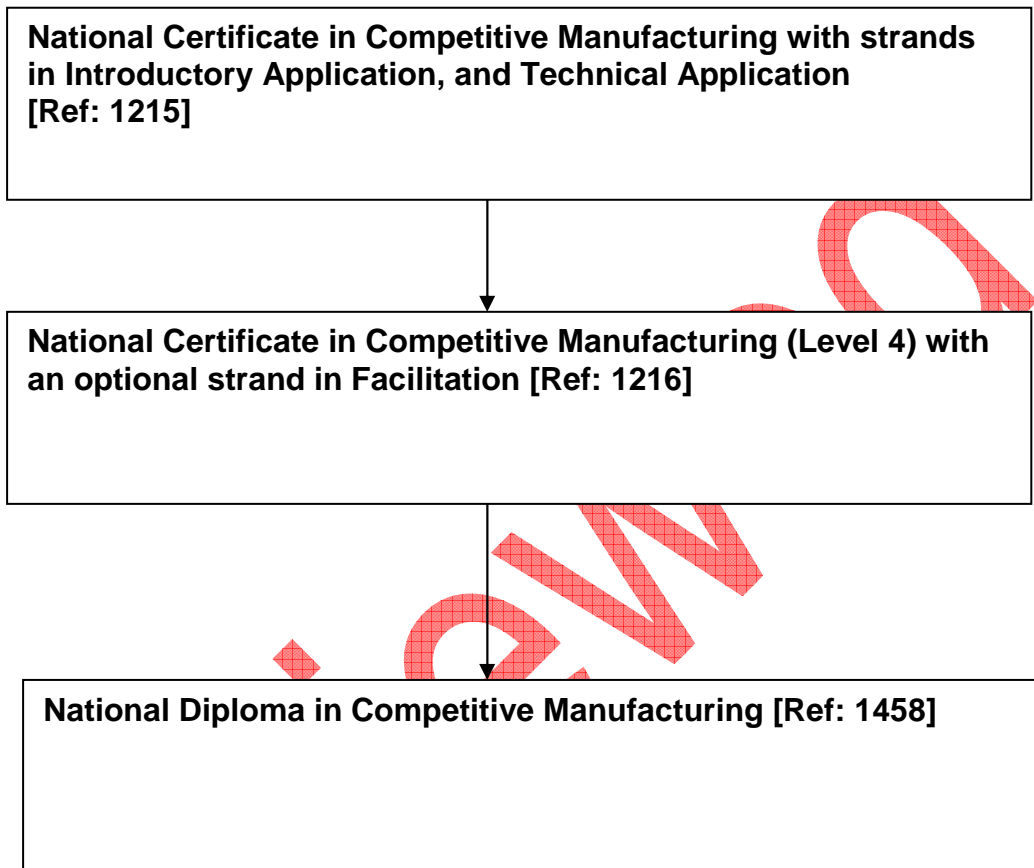 National Certificate in Competitive Manufacturing with strands
in Introductory Application, and Technical Application
[Ref: 1215]
National Certificate in Competitive Manufacturing (Level 4) with
an optional strand in Facilitation [Ref: 1216]
National Diploma in Competitive Manufacturing [Ref: 1458]